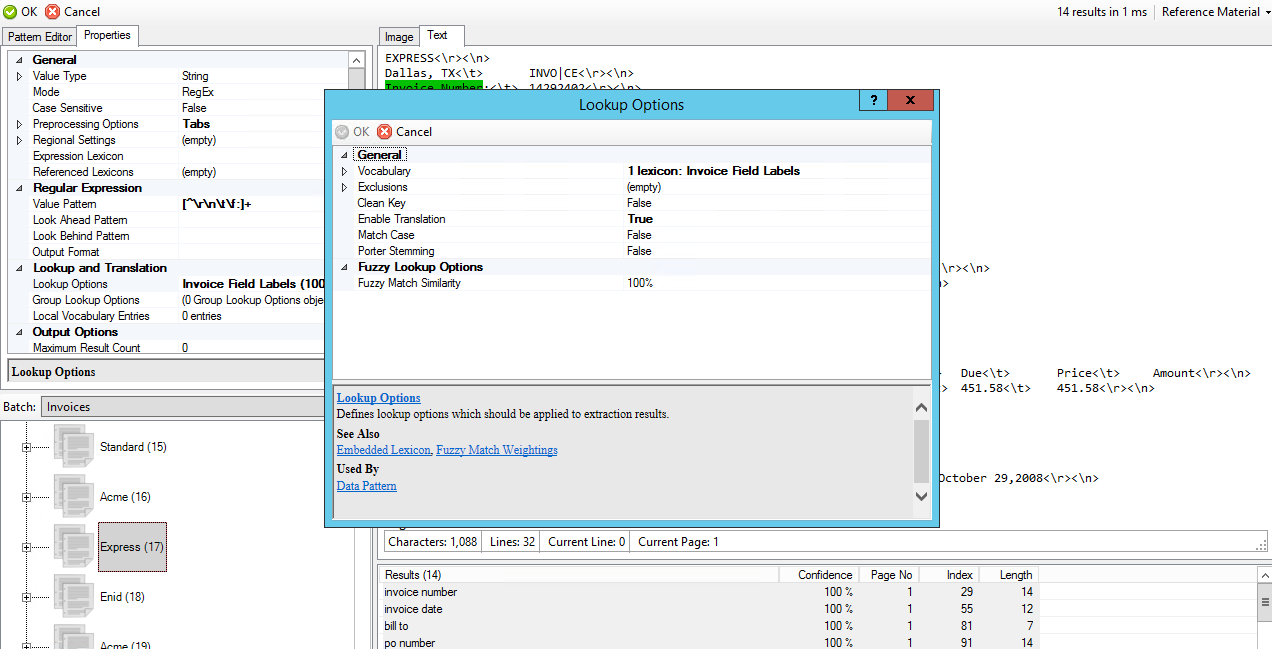 OK Cancel
14 results in 1 ms Reference Material
Pattern Editor Properties
General
Value Type String
Mode RegEx
Case Sensitive False
Preprocessing Options Tabs
Regional Settings (empty)
Expression Lexicon
Referenced Lexicons (empty)
Regular Expression
Value Pattern [^\r\n\t\f:]+
Look Ahead Pattern
Look Behind Pattern
Output Format
Lookup and Translation
Lookup Options Invoice Field Labels (100
Group Lookup Options (0 Group Lookup Options obje
Local Vocabulary Entries 0 entries
Output Options
Maximum Result Count 0
Lookup Options
Batch: Invoices
Standard (15)
Acme (16)
Express (17)
Enid (18)
Acme (19)
Image Text
EXPRESS<\r><\n>
Dallas, TX<\t> INVO|CE<\r><\n>
Invoice Number:<\t> 14292402<\r><\n>
\r><\n>
>
Due<\t> Price<\t> Amount<\r><\n>
> 451.58<\t> 451.58<\r><\n>
October 29,2008<\r><\n>
Lookup Options
? X
OK Cancel
General
Vocabulary 1 lexicon: Invoice Field Labels
Exclusions (empty)
Clean Key False
Enable Translation True
Match Case False
Porter Stemming False
Fuzzy Lookup Options
Fuzzy Match Similarity 100%
Lookup Options
Defines lookup options which should be applied to extraction results.
See Also
Embedded Lexicon, Fuzzy Match Weightings
Used By
Data Pattern
Characters: 1,088 Lines: 32 Current Line: 0 Current Page: 1
Results (14) Confidence Page No Index Length
invoice number 100 % 1 29 14
invoice date 100 % 1 55 12
bill to 100 % 1 81 7
po number 100 % 1 91 14